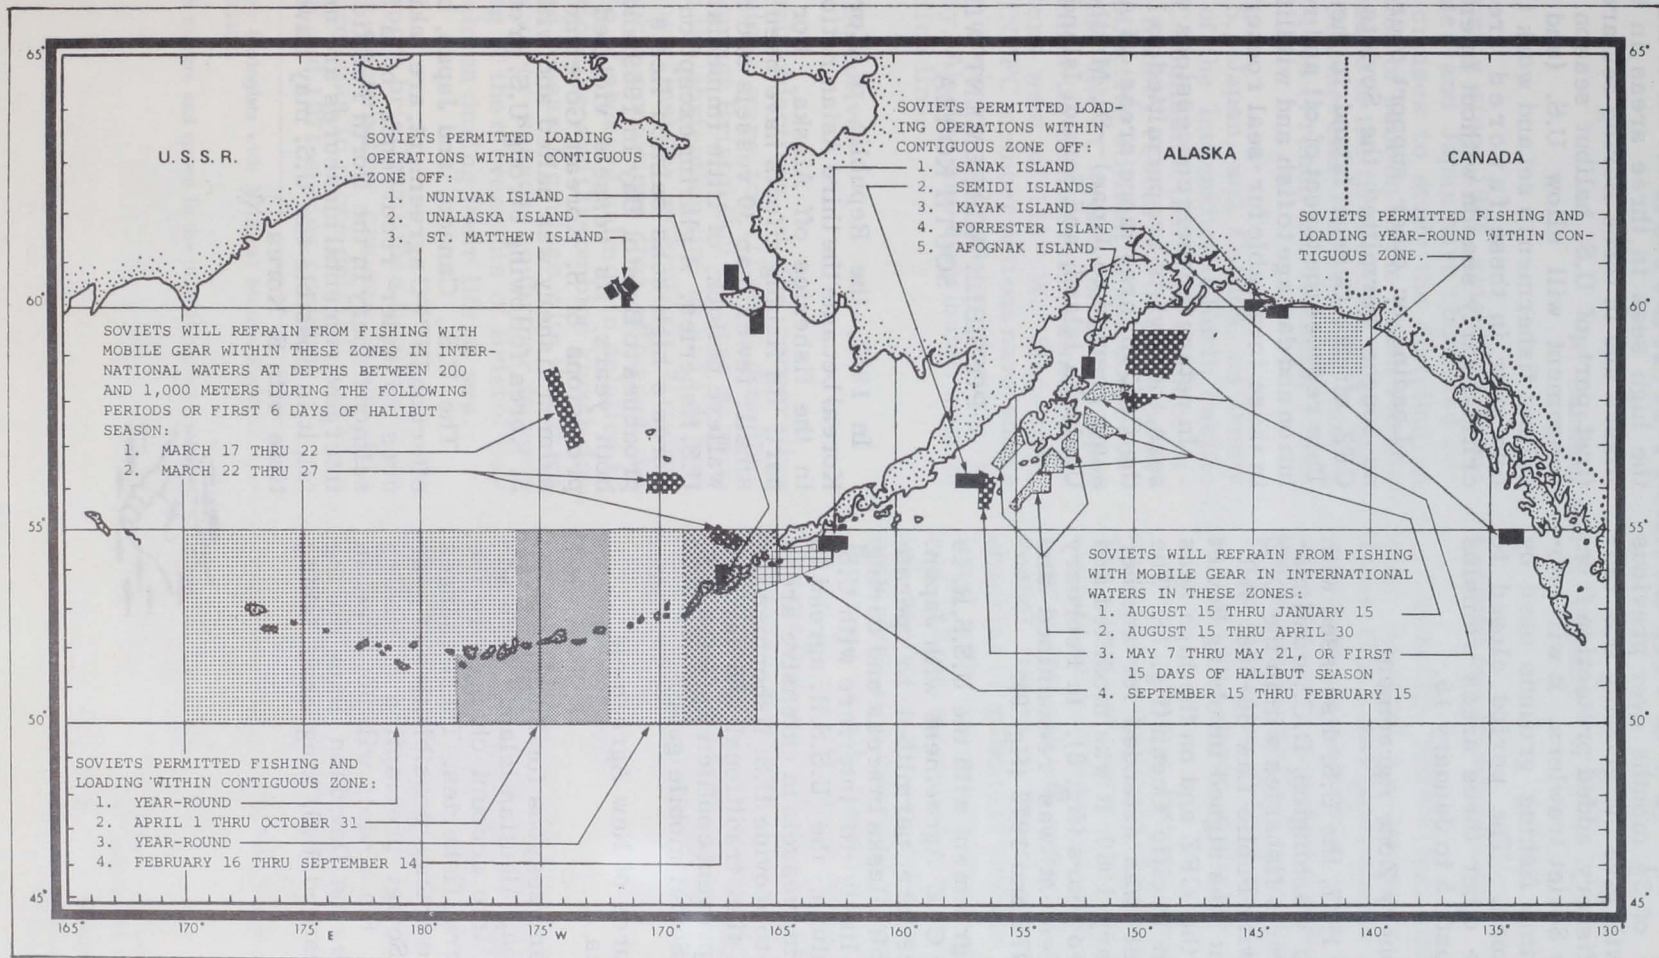 65°
65°
U.S.S.R.
SOVIETS PERMITTED LOADING
OPERATIONS WITHIN CONTIGUOUS
ZONE OFF:
1. NUNIVAK ISLAND
2. UNALASKA ISLAND
3. ST. MATTHEW ISLAND
SOVIETS PERMITTED LOAD-
ING OPERATIONS WITHIN
CONTIGUOUS ZONE OFF:
1. SANAK ISLAND
2. SEMIDI ISLANDS
3. KAYAK ISLAND
4. FORRESTER ISLAND
5. AFOGNAK ISLAND
ALASKA
CANADA
SOVIETS PERMITTED FISHING AND
LOADING YEAR-ROUND WITHIN CON-
TIGUOUS ZONE.
60°
60°
SOVIETS WILL REFRAIN FROM FISHING WITH
MOBILE GEAR WITHIN THESE ZONES IN INTER-
NATIONAL WATERS AT DEPTHS BETWEEN 200
AND 1,000 METERS DURING THE FOLLOWING
PERIODS OR FIRST 6 DAYS OF HALIBUT
SEASON:
1. MARCH 17 THRU 22
2. MARCH 22 THRU 27
55°
55°
SOVIETS WILL REFRAIN FROM FISHING
WITH MOBILE GEAR IN INTERNATIONAL
WATERS IN THESE ZONES:
1. AUGUST 15 THRU JANUARY 15
2. AUGUST 15 THRU APRIL 30
3. MAY 7 THRU MAY 21, OR FIRST
15 DAYS OF HALIBUT SEASON
4. SEPTEMBER 15 THRU FEBRUARY 15
50°
50°
SOVIETS PERMITTED FISHING AND
LOADING WITHIN CONTIGUOUS ZONE:
1. YEAR-ROUND
2. APRIL 1 THRU OCTOBER 31
3. YEAR-ROUND
4. FEBRUARY 16 THRU SEPTEMBER 14
45°
45°
165° 170° E 175° 180° 175° W 170° 165° 160° 155° 150° 145° 140° 135° 130°